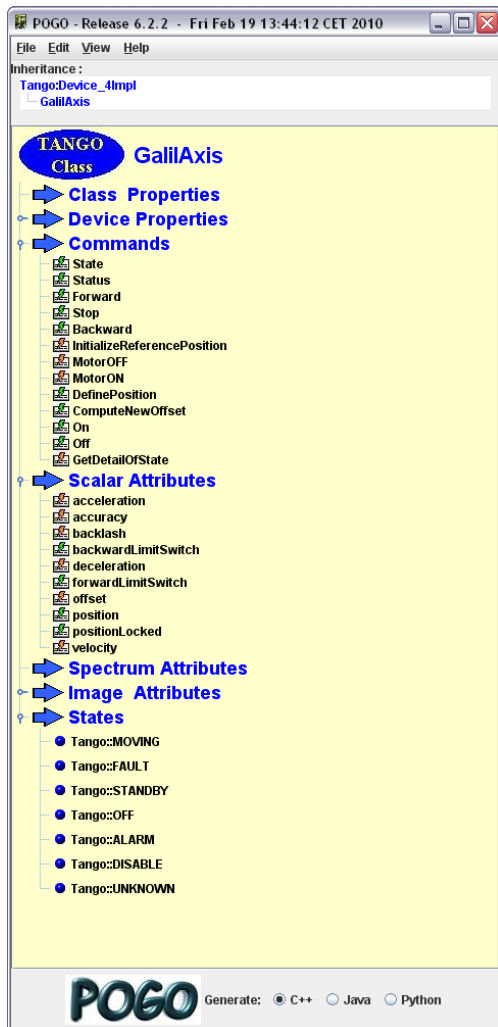 POGO - Release 6.2.2 - Fri Feb 19 13:44:12 CET 2010
File Edit View Help
Inheritance :
Tango:Device_4Impl
GalilAxis
TANGO
Class
GalilAxis
Class Properties
Device Properties
Commands
State
Status
Forward
Stop
Backward
InitializeReferencePosition
MotorOFF
MotorON
DefinePosition
ComputeNewOffset
On
Off
GetDetailOfState
Scalar Attributes
acceleration
accuracy
backlash
backwardLimitSwitch
deceleration
forwardLimitSwitch
offset
position
positionLocked
velocity
Spectrum Attributes
Image Attributes
States
Tango::MOVING
Tango::FAULT
Tango::STANDBY
Tango::OFF
Tango::ALARM
Tango::DISABLE
Tango::UNKNOWN
POGO Generate: C++ Java Python